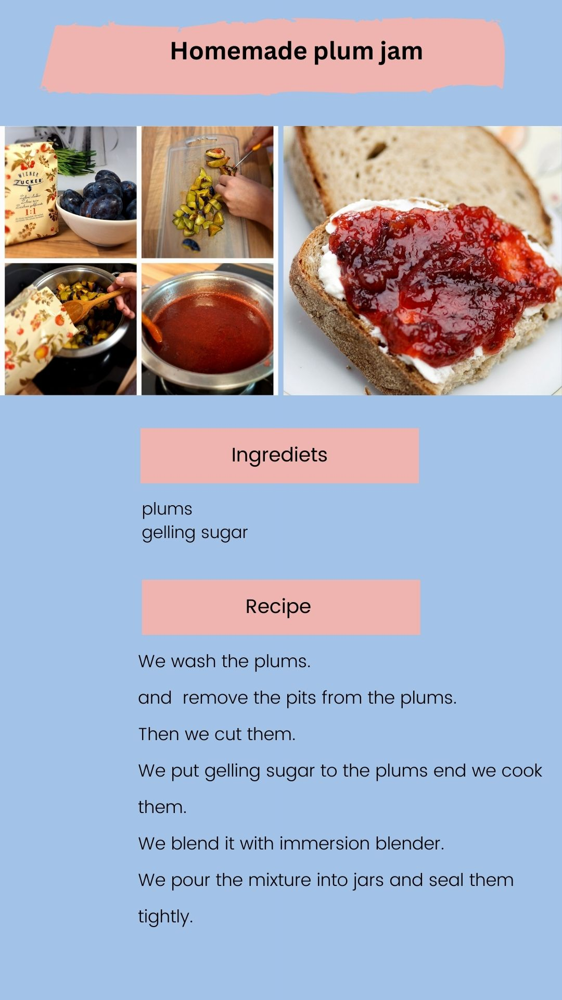 Homemade plum jam
WIENER
ZUCKER
1:1
Ingrediets
plums
gelling sugar
Recipe
We wash the plums.
and  remove the pits from the plums.
Then we cut them.
We put gelling sugar to the plums end we cook
them.
We blend it with immersion blender.
We pour the mixture into jars and seal them
tightly.